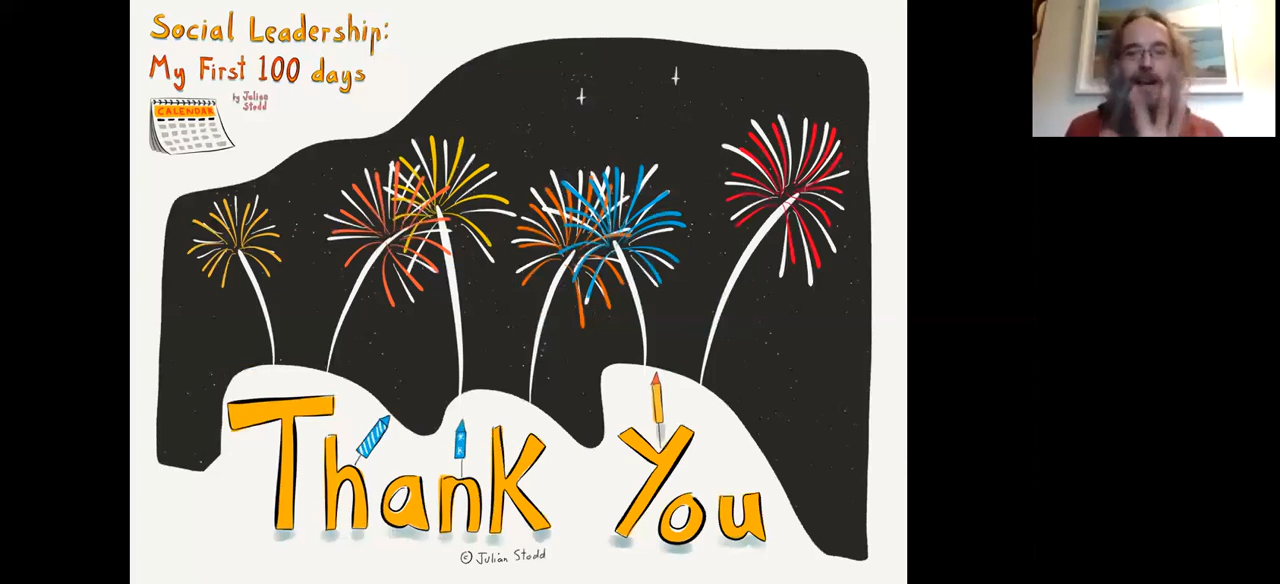 Social Leadership:
My First 100 days
by Julian
Stodd
CALENDAR
Thank You
© Julian Stodd